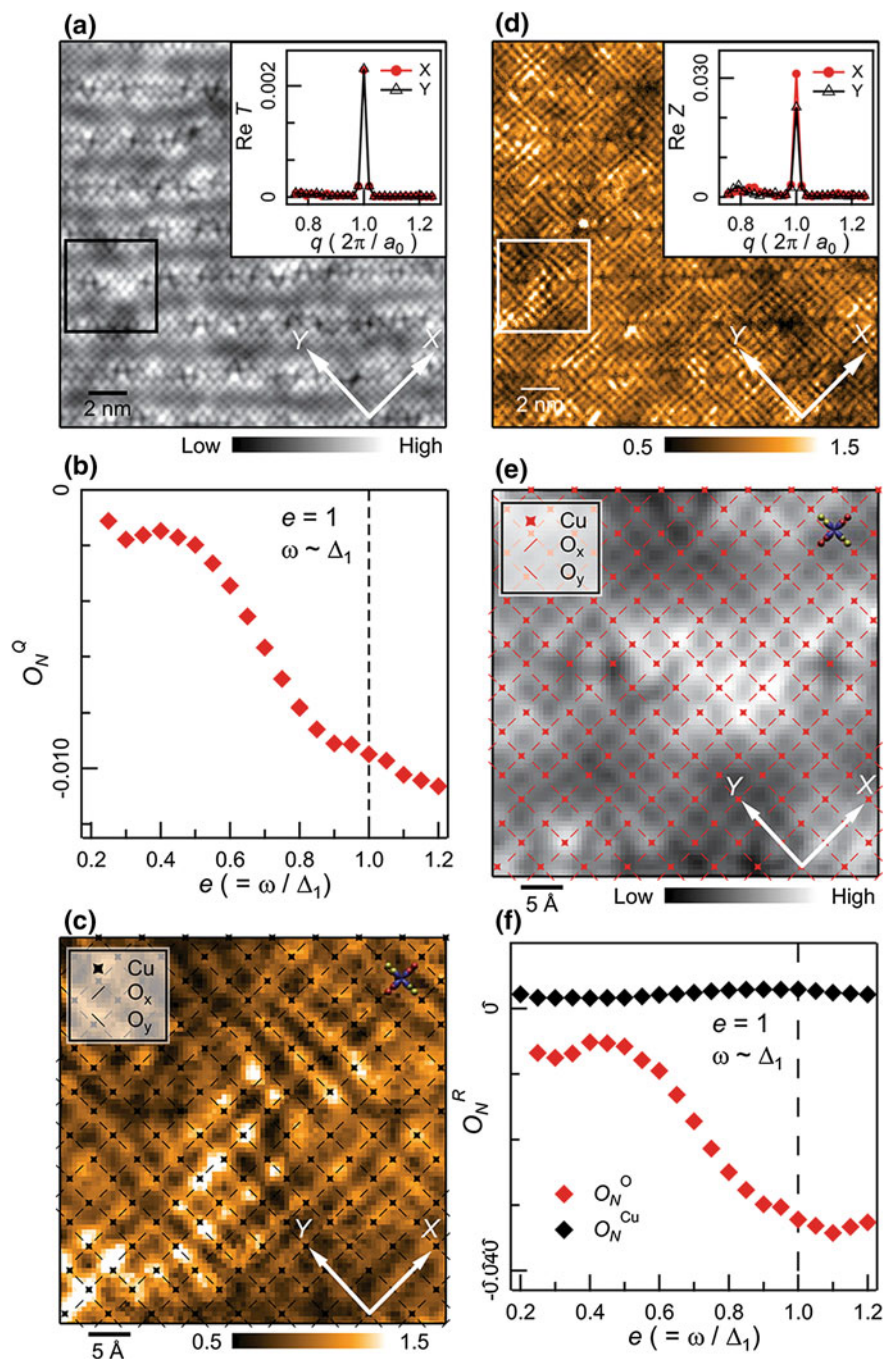 (a)
0.002
Re T
0
X
Y
0.8 1.0 1.2
q ( 2π / a₀ )
Y X
2 nm
Low High
(d)
0.030
Re Z
0
X
Y
0.8 1.0 1.2
q ( 2π / a₀ )
Y X
2 nm
0.5 1.5
(b)
0
-0.010
O_N^Q
e = 1
ω ~ Δ₁
0.2 0.4 0.6 0.8 1.0 1.2
e ( = ω / Δ₁ )
(e)
Cu
Oₓ
O_y
Y X
5 Å
Low High
(c)
Cu
Oₓ
O_y
Y X
5 Å
0.5 1.5
(f)
0
-0.040
O_N^R
e = 1
ω ~ Δ₁
O_N^O
O_N^Cu
0.2 0.4 0.6 0.8 1.0 1.2
e ( = ω / Δ₁ )